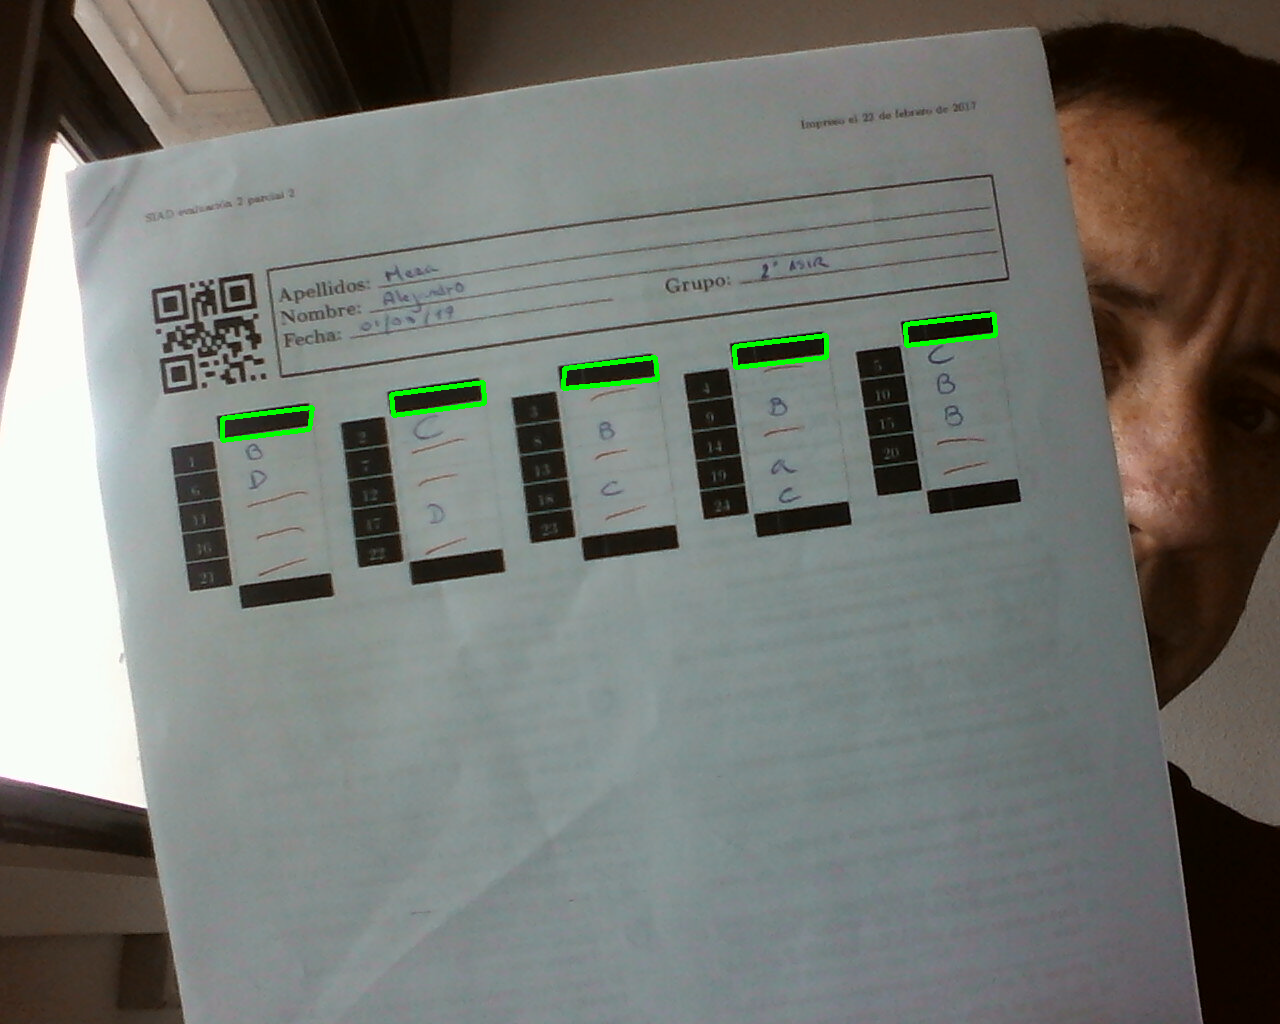 Impreso el 22 de febrero de 2017
SIAD evaluación 2 parcial 2
Apellidos: Meza
Nombre: Alejandro
Grupo: 2º ASIR
Fecha: 01/03/17
1 B 2 C 3 — 4 — 5 C
6 D 7 — 8 B 9 B 10 B
11 — 12 — 13 — 14 — 15 B
16 — 17 D 18 C 19 a 20 —
21 — 22 — 23 — 24 C